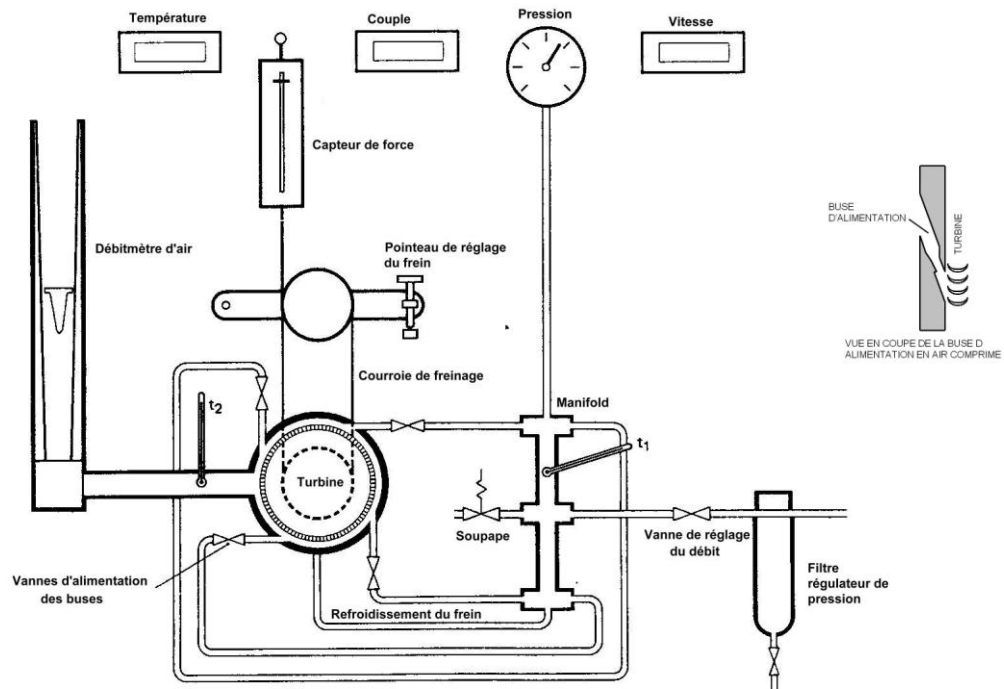 Température
Couple
Pression
Vitesse
Capteur de force
Débitmètre d'air
Pointeau de réglage
du frein
BUSE
D'ALIMENTATION
TURBINE
VUE EN COUPE DE LA BUSE D
ALIMENTATION EN AIR COMPRIME
Courroie de freinage
t2
Manifold
t1
Turbine
Soupape
Vanne de réglage
du débit
Vannes d'alimentation
des buses
Refroidissement du frein
Filtre
régulateur de
pression